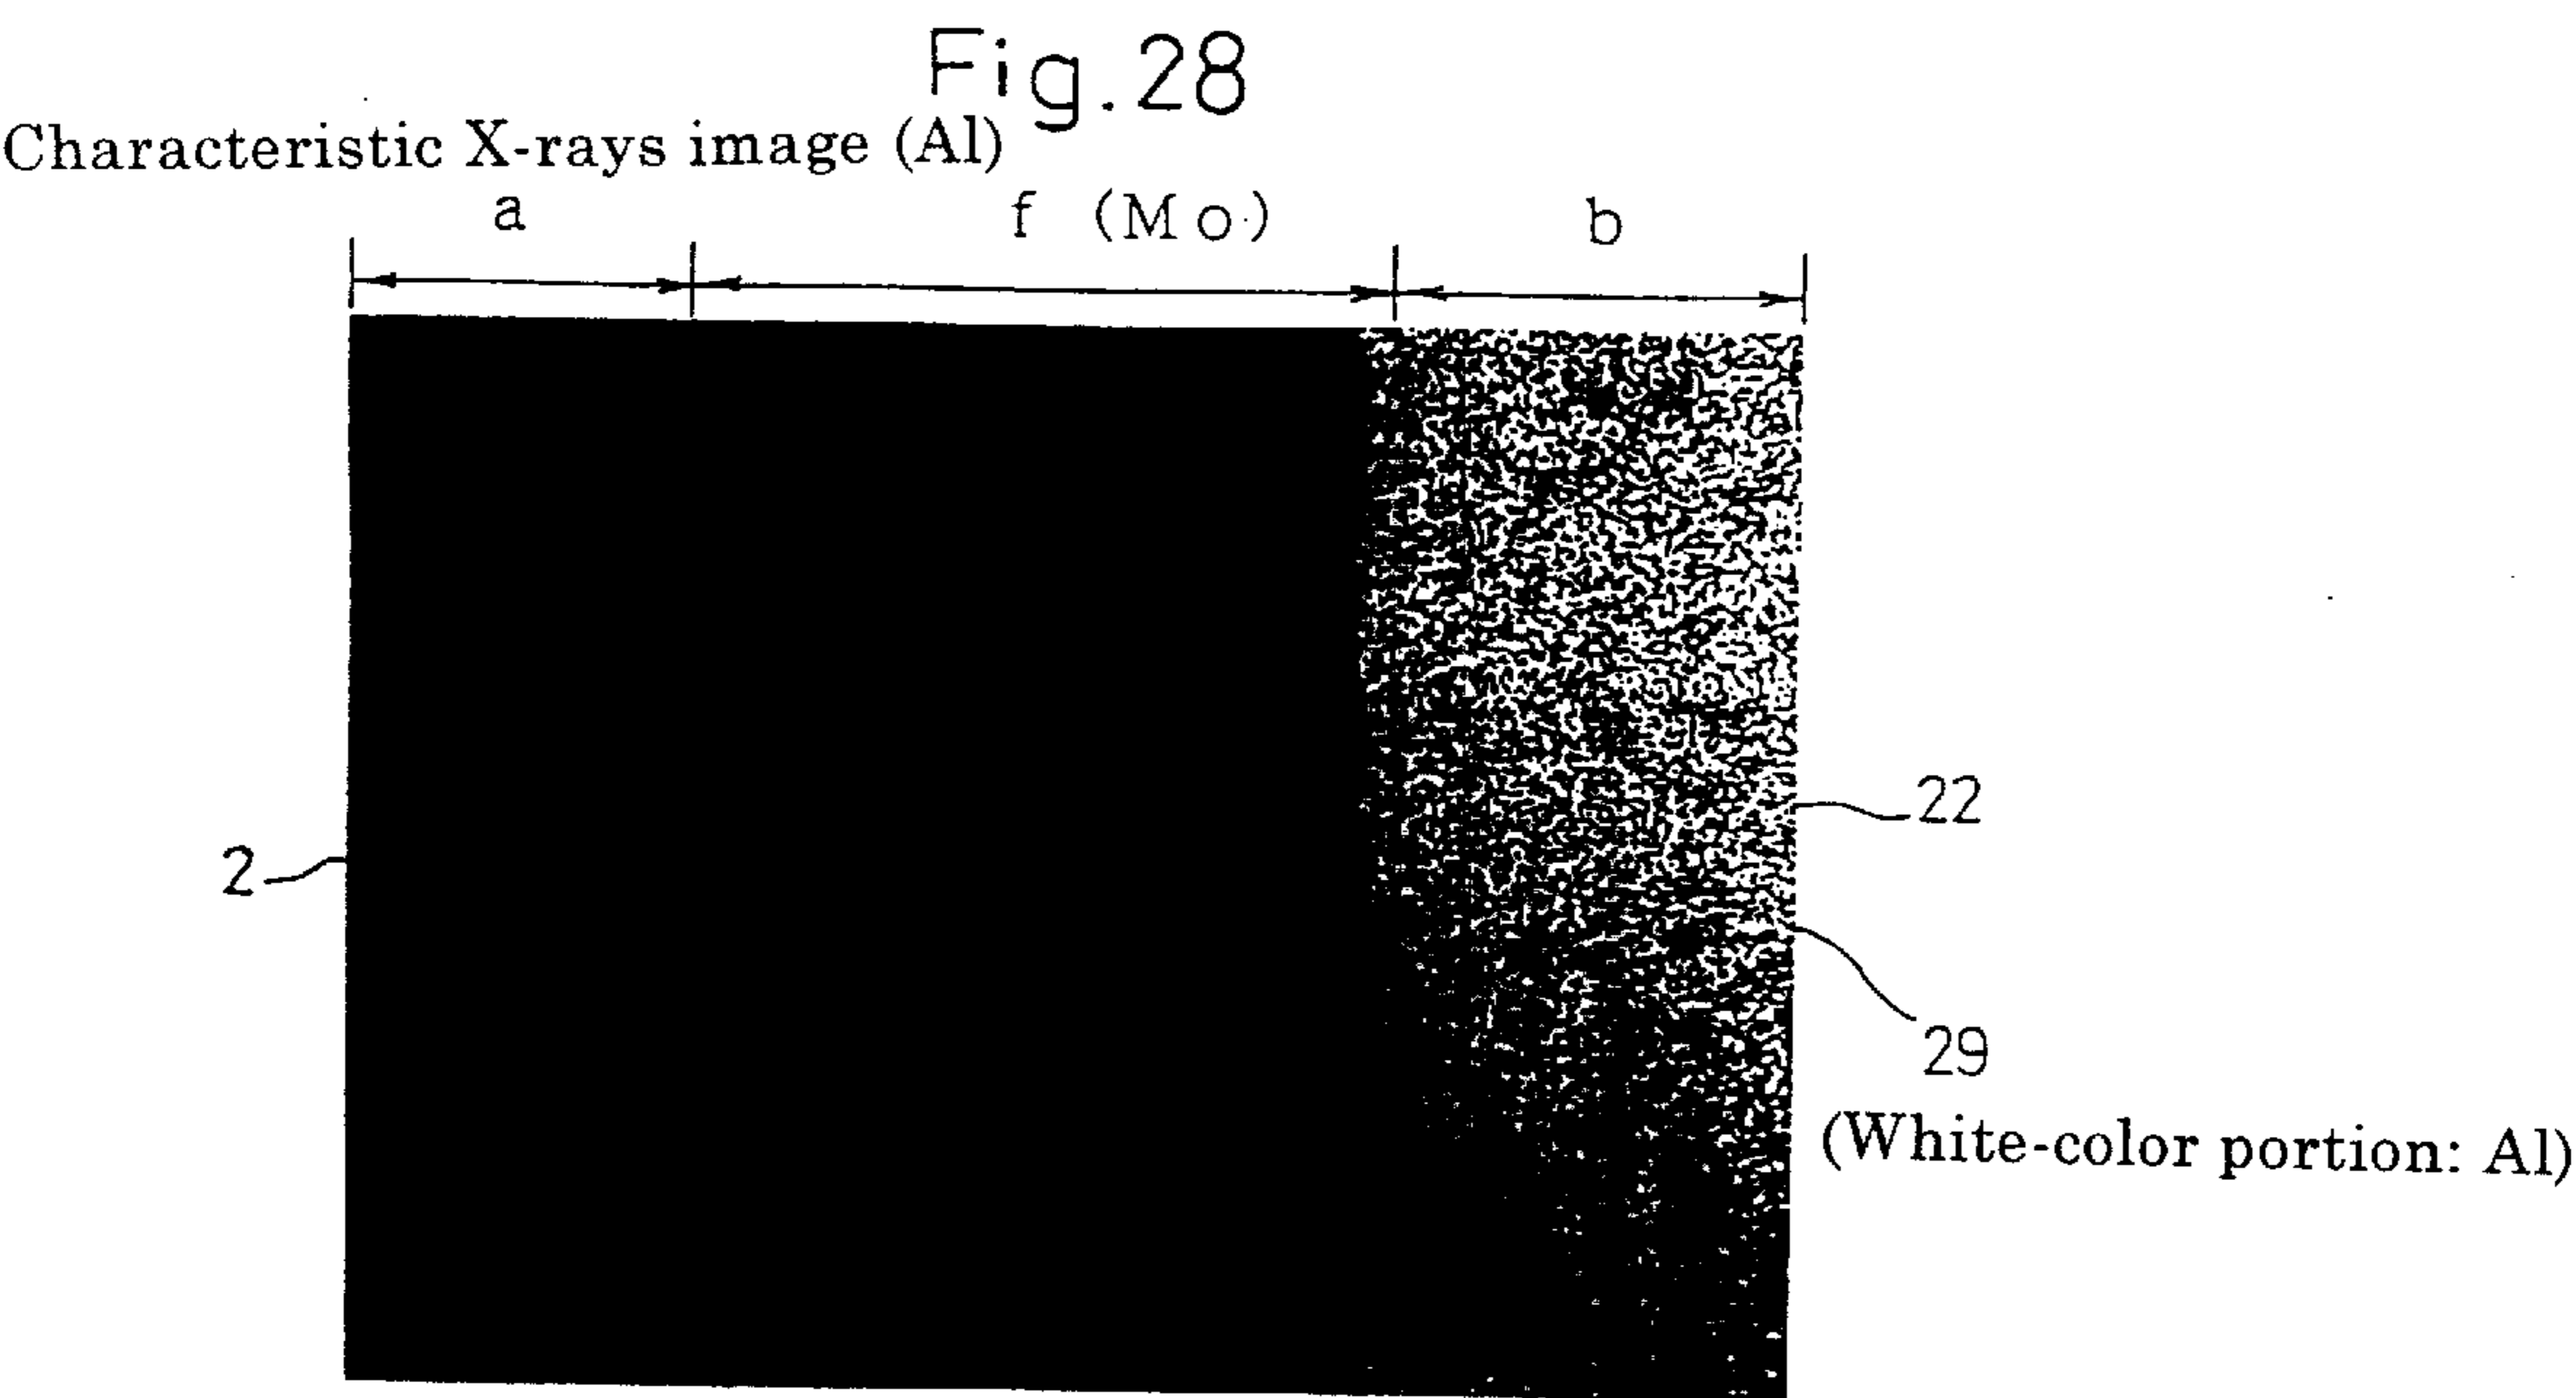 Fig.28
Characteristic X-rays image (Al)
a f (Mo) b
22
2
29
(White-color portion: Al)